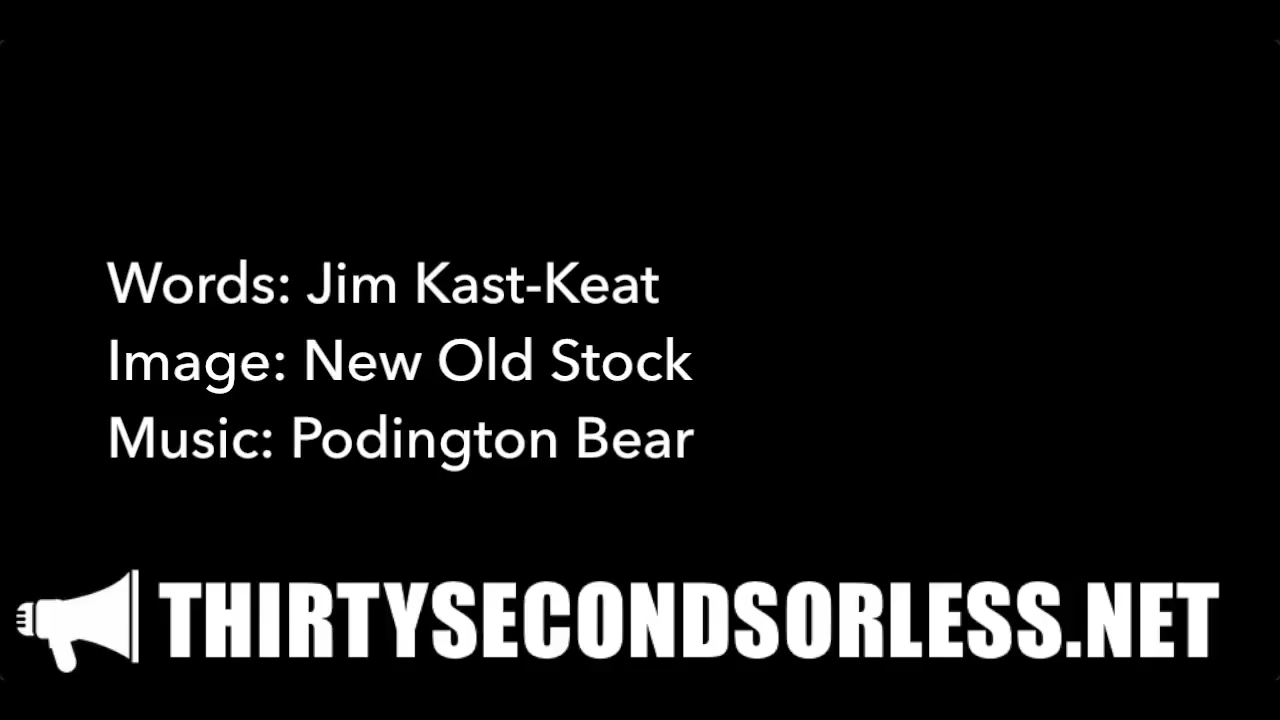 Words: Jim Kast-Keat
Image: New Old Stock
Music: Podington Bear
THIRTYSECONDSORLESS.NET